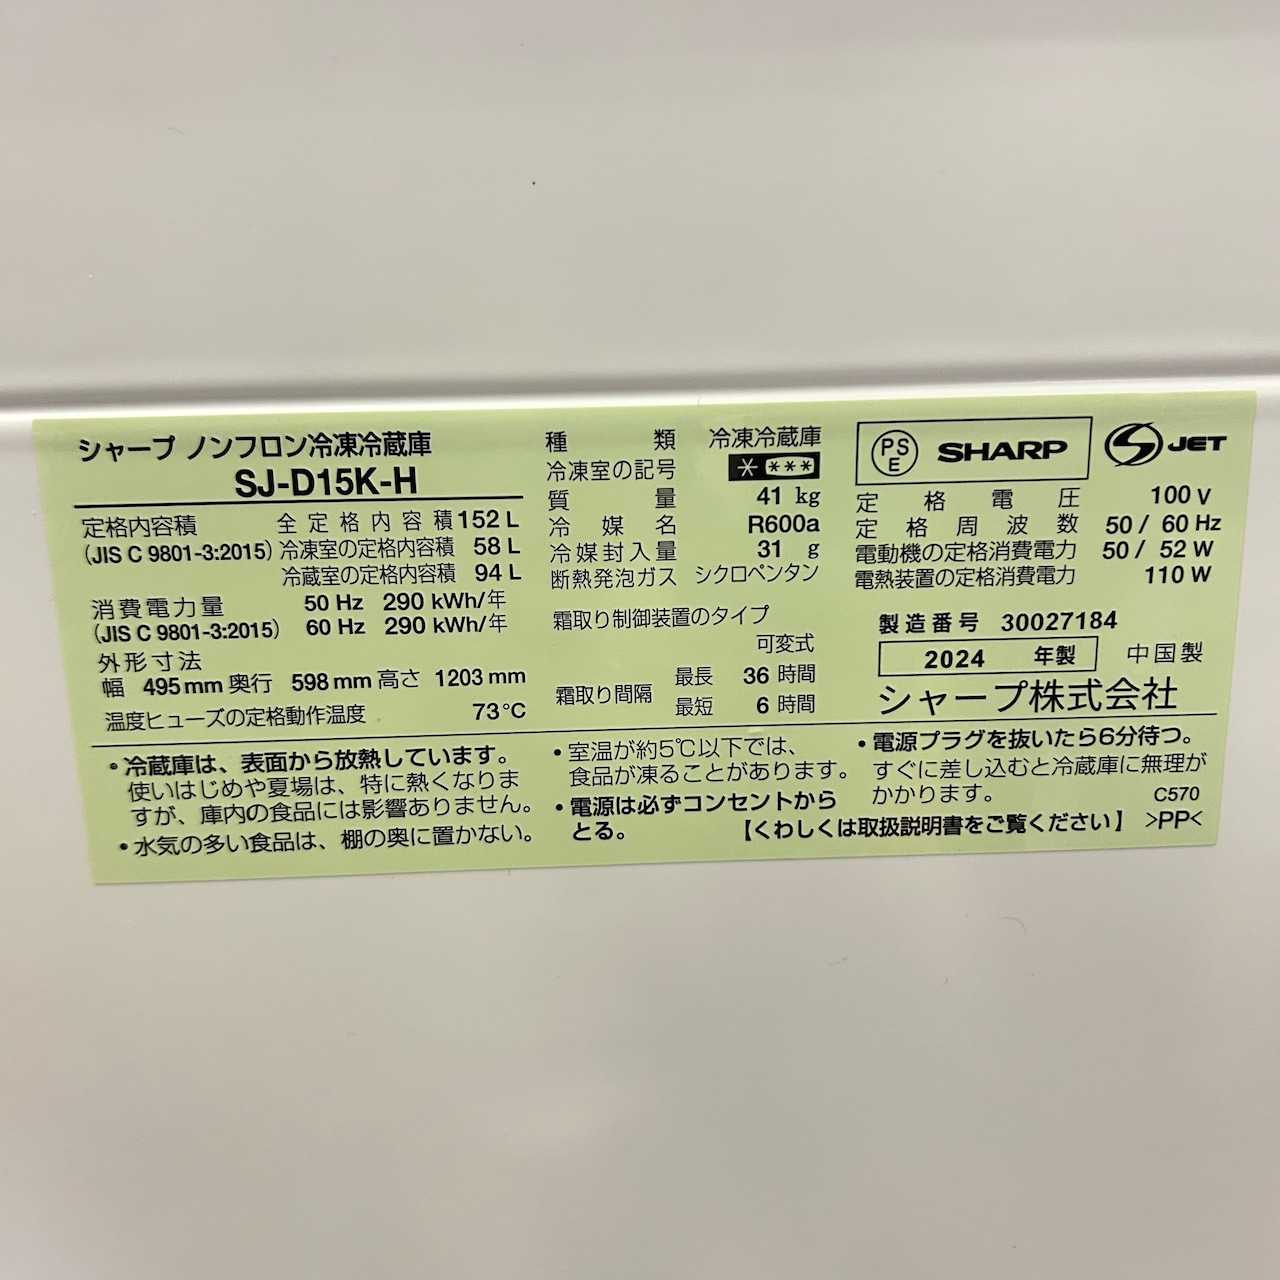 シャープ ノンフロン冷凍冷蔵庫
SJ-D15K-H
定格内容積 全定格内容積 152 L
(JIS C 9801-3:2015) 冷凍室の定格内容積 58 L
冷蔵室の定格内容積 94 L
消費電力量 50 Hz 290 kWh/年
(JIS C 9801-3:2015) 60 Hz 290 kWh/年
外形寸法
幅 495 mm 奥行 598 mm 高さ 1203 mm
温度ヒューズの定格動作温度 73℃
種類 冷凍冷蔵庫
冷凍室の記号 * ***
質量 41 kg
冷媒名 R600a
冷媒封入量 31 g
断熱発泡ガス シクロペンタン
霜取り制御装置のタイプ
可変式
霜取り間隔 最長 36 時間
最短 6 時間
PSE SHARP S JET
定格電圧 100 V
定格周波数 50 / 60 Hz
電動機の定格消費電力 50 / 52 W
電熱装置の定格消費電力 110 W
製造番号 30027184
2024 年製 中国製
シャープ株式会社
・冷蔵庫は、表面から放熱しています。
使いはじめや夏場は、特に熱くなりま
すが、庫内の食品には影響ありません。
・水気の多い食品は、棚の奥に置かない。
・室温が約5℃以下では、
食品が凍ることがあります。
・電源は必ずコンセントから
とる。
・電源プラグを抜いたら6分待つ。
すぐに差し込むと冷蔵庫に無理が
かかります。 C570
【くわしくは取扱説明書をご覧ください】 >PP<